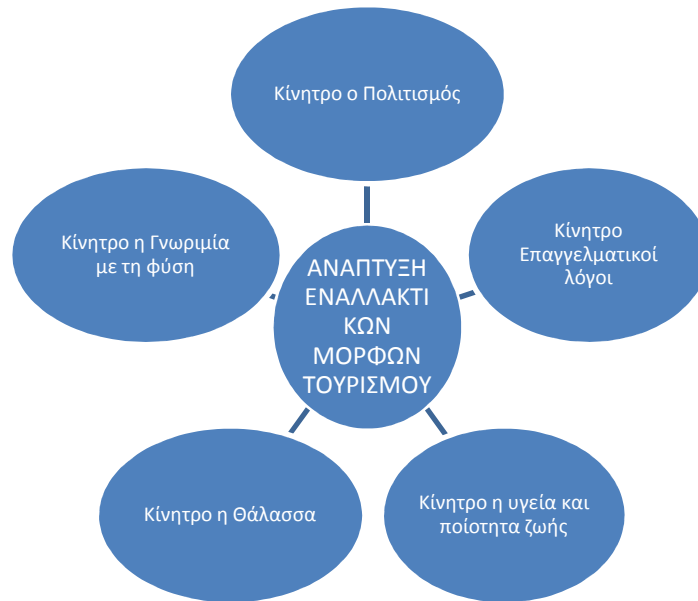 Κίνητρο ο Πολιτισμός
Κίνητρο η Γνωριμία
με τη φύση
Κίνητρο
Επαγγελματικοί
λόγοι
ΑΝΑΠΤΥΞΗ
ΕΝΑΛΛΑΚΤΙ
ΚΩΝ
ΜΟΡΦΩΝ
ΤΟΥΡΙΣΜΟΥ
Κίνητρο η Θάλασσα
Κίνητρο η υγεία και
ποίοτητα ζωής